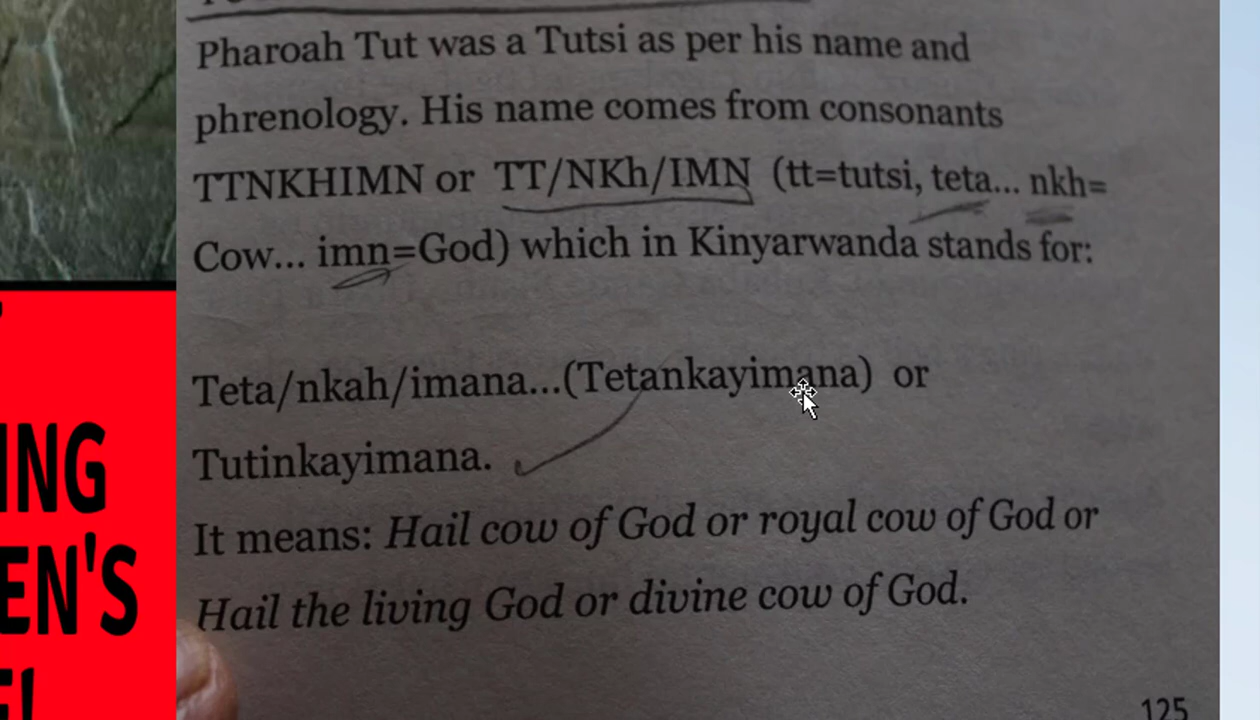 Pharoah Tut was a Tutsi as per his name and
phrenology. His name comes from consonants
TTNKHIMN or TT/NKh/IMN (tt=tutsi, teta... nkh=
Cow... imn=God) which in Kinyarwanda stands for:
Teta/nkah/imana...(Tetankayimana) or
Tutinkayimana.
It means: Hail cow of God or royal cow of God or
Hail the living God or divine cow of God.
125
ING
EN'S